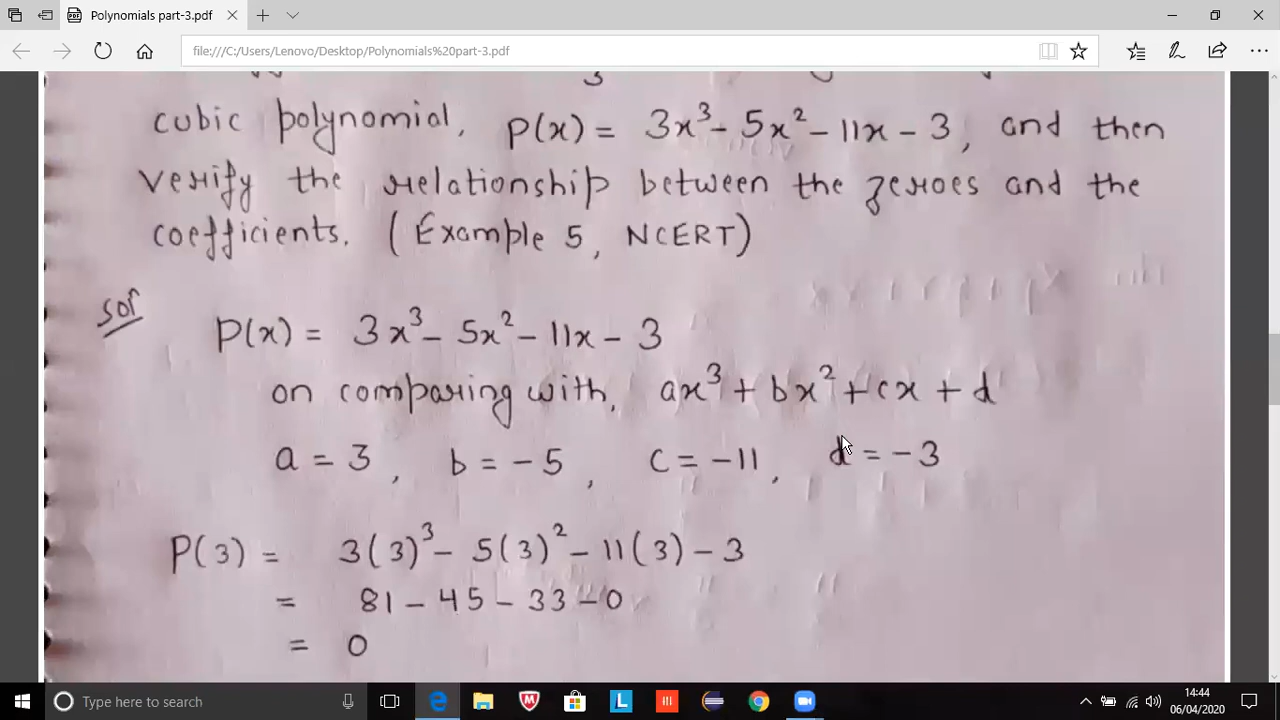 Polynomials part-3.pdf
file:///C:/Users/Lenovo/Desktop/Polynomials%20part-3.pdf
3
cubic polynomial, P(x) = 3x³ - 5x² - 11x - 3, and then
verify the relationship between the zeroes and the
coefficients. (Example 5, NCERT)
Solⁿ
P(x) = 3x³ - 5x² - 11x - 3
on comparing with, ax³ + bx² + cx + d
a = 3, b = -5, c = -11, d = -3
P(3) = 3(3)³ - 5(3)² - 11(3) - 3
= 81 - 45 - 33 - 0
= 0
Type here to search
14:44
06/04/2020